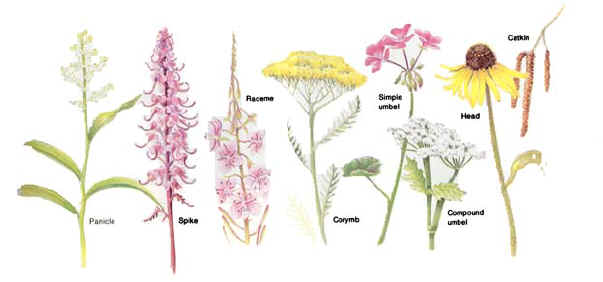 Catkin
Raceme
Simple
umbel
Head
Panicle
Spike
Corymb
Compound
umbel